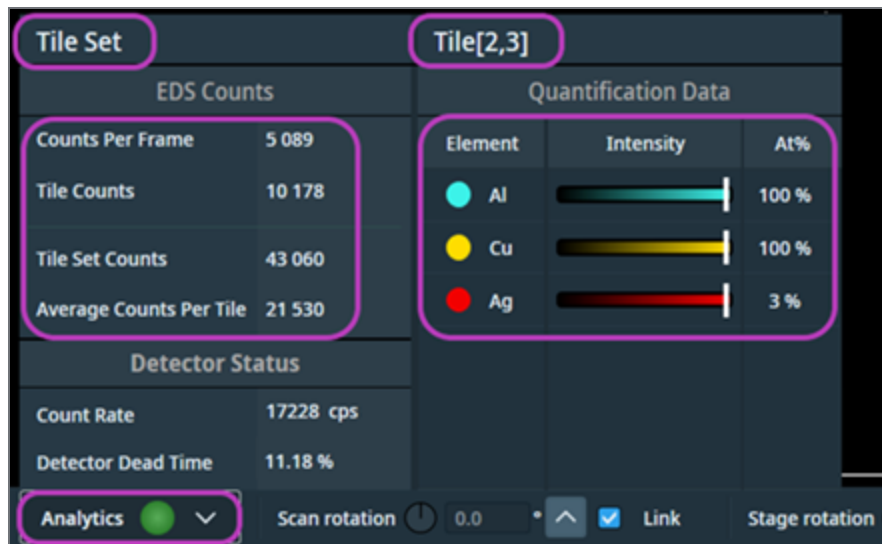 Tile Set
EDS Counts
Counts Per Frame 5 089
Tile Counts 10 178
Tile Set Counts 43 060
Average Counts Per Tile 21 530
Detector Status
Count Rate 17228 cps
Detector Dead Time 11.18 %
Tile[2,3]
Quantification Data
Element Intensity At%
Al 100 %
Cu 100 %
Ag 3 %
Analytics Scan rotation 0.0 ° Link Stage rotation